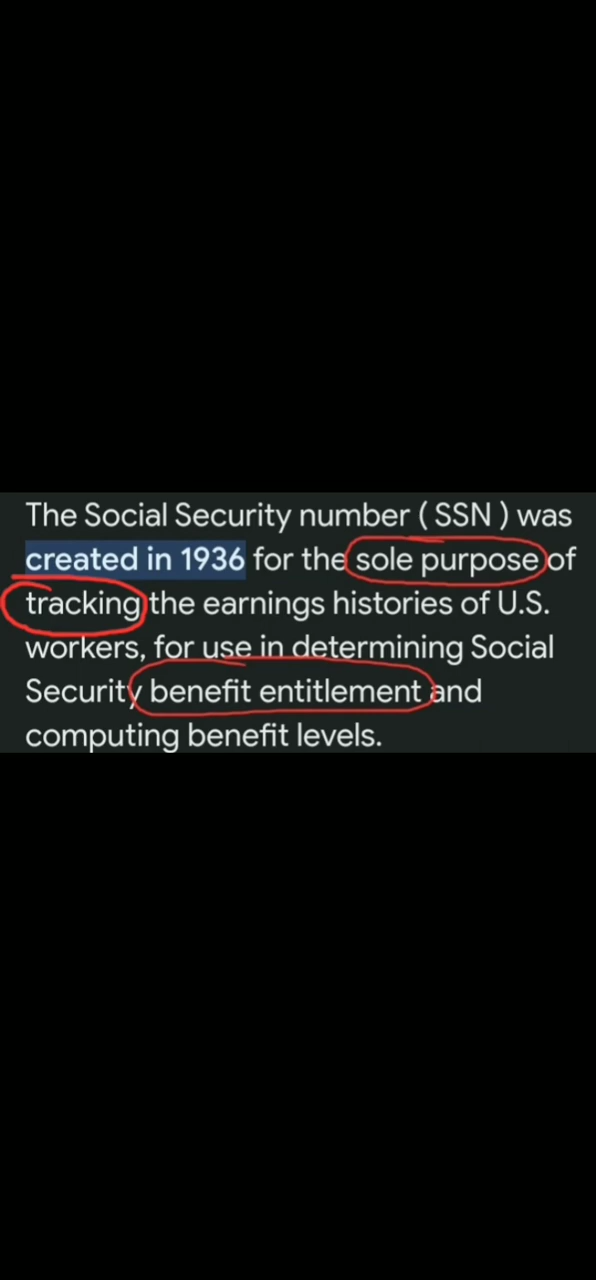 The Social Security number ( SSN ) was
created in 1936 for the sole purpose of
tracking the earnings histories of U.S.
workers, for use in determining Social
Security benefit entitlement and
computing benefit levels.